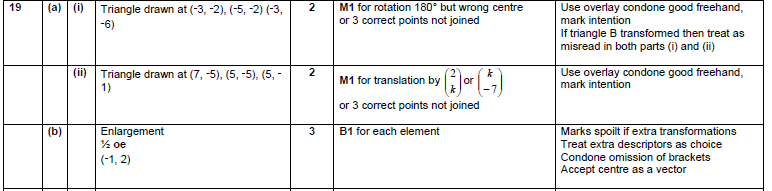 19 (a) (i) Triangle drawn at (-3, -2), (-5, -2) (-3, 2 M1 for rotation 180° but wrong centre Use overlay condone good freehand,
-6) or 3 correct points not joined mark intention
If triangle B transformed then treat as
misread in both parts (i) and (ii)
(ii) Triangle drawn at (7, -5), (5, -5), (5, - 2 M1 for translation by (2 k) or (k -7) Use overlay condone good freehand,
1) mark intention
or 3 correct points not joined
(b) Enlargement 3 B1 for each element Marks spoilt if extra transformations
½ oe Treat extra descriptors as choice
(-1, 2) Condone omission of brackets
Accept centre as a vector